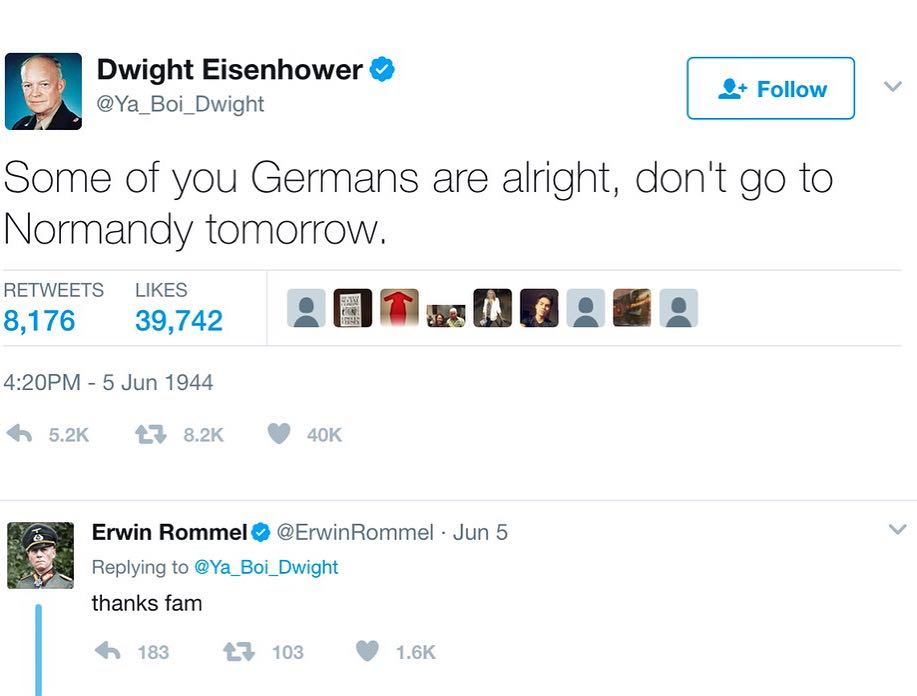 Dwight Eisenhower
@Ya_Boi_Dwight
Follow
Some of you Germans are alright, don't go to
Normandy tomorrow.
RETWEETS LIKES
8,176 39,742
4:20PM - 5 Jun 1944
5.2K 8.2K 40K
Erwin Rommel @ErwinRommel · Jun 5
Replying to @Ya_Boi_Dwight
thanks fam
183 103 1.6K